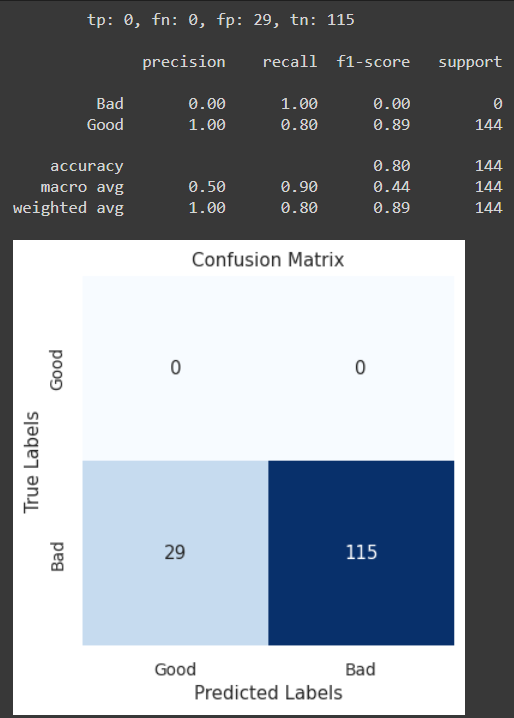 tp: 0, fn: 0, fp: 29, tn: 115
precision recall f1-score support
Bad 0.00 1.00 0.00 0
Good 1.00 0.80 0.89 144
accuracy 0.80 144
macro avg 0.50 0.90 0.44 144
weighted avg 1.00 0.80 0.89 144
Confusion Matrix
True Labels
Good
0 0
Bad
29 115
Good Bad
Predicted Labels